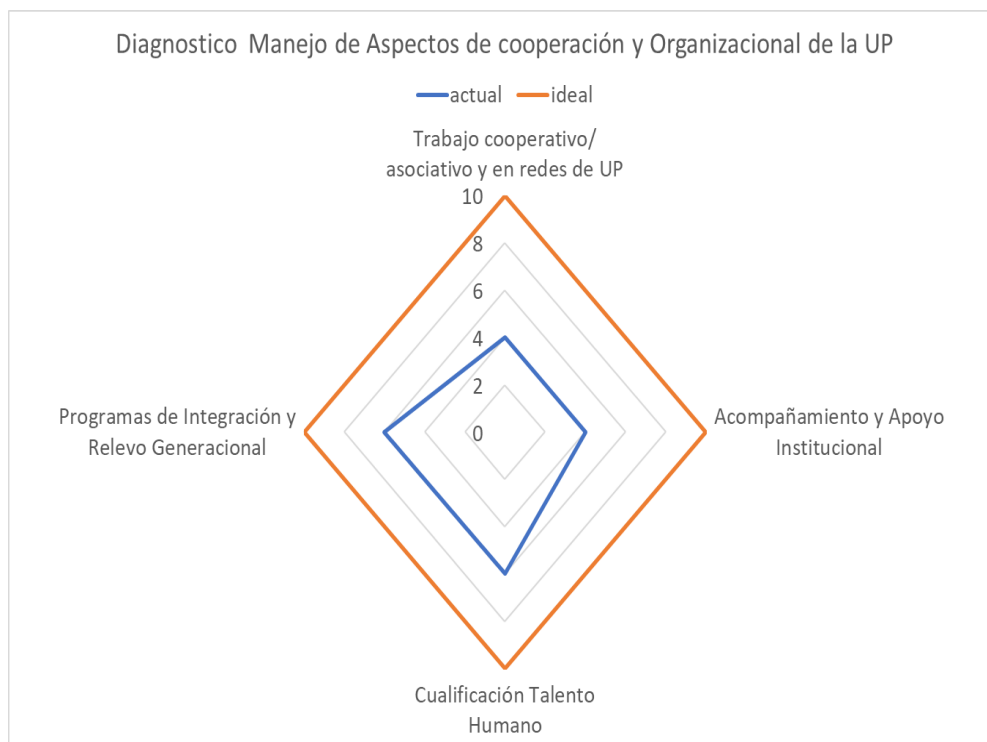 Diagnostico Manejo de Aspectos de cooperación y Organizacional de la UP
actual ideal
Trabajo cooperativo/
asociativo y en redes de UP
10
8
6
4
2
0
Programas de Integración y
Relevo Generacional
Acompañamiento y Apoyo
Institucional
Cualificación Talento
Humano